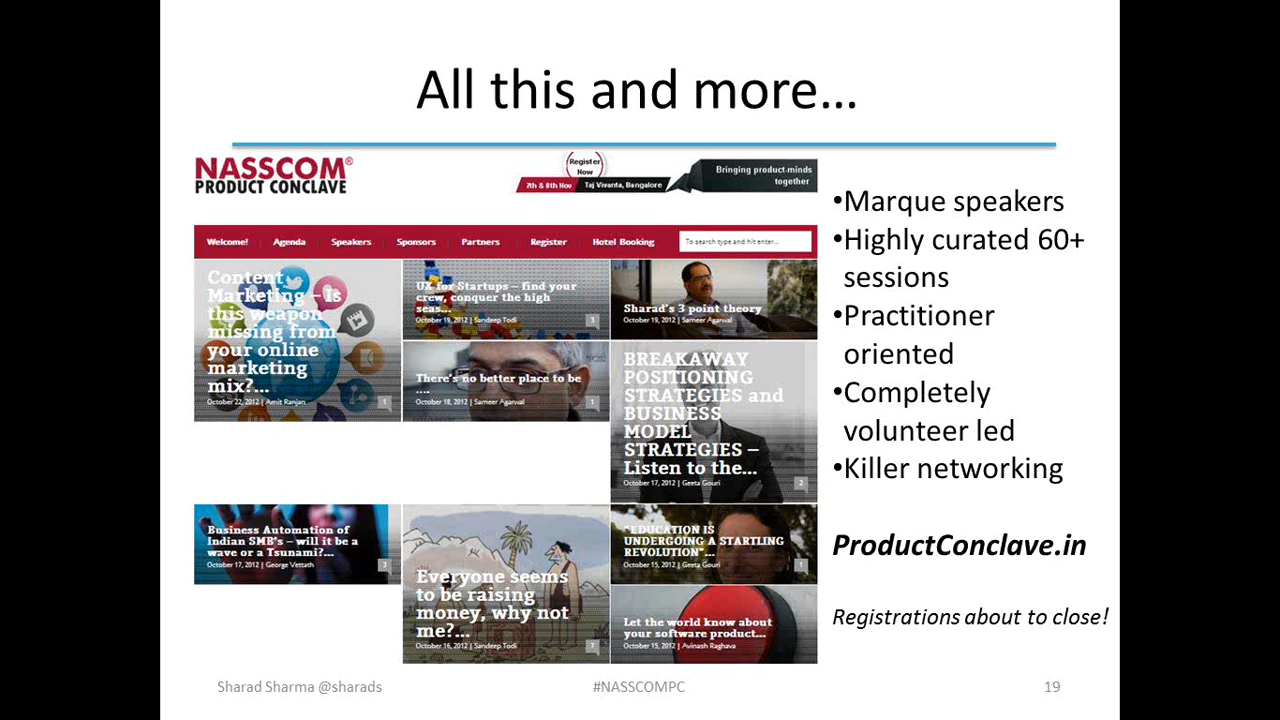 All this and more…
NASSCOM®
PRODUCT CONCLAVE
Register
Now
7th & 8th Nov
Taj Vivanta, Bangalore
Bringing product-minds
together
Welcome!
Agenda
Speakers
Sponsors
Partners
Register
Hotel Booking
To search type and hit enter...
Content
Marketing – Is
this weapon
missing from
your online
marketing
mix?...
October 22, 2012 | Amit Ranjan
1
UX for Startups – find your
crew, conquer the high
seas...
October 19, 2012 | Sandeep Todi
3
Sharad's 3 point theory
October 19, 2012 | Sameer Agarwal
There's no better place to be
....
October 18, 2012 | Sameer Agarwal
1
BREAKAWAY
POSITIONING
STRATEGIES and
BUSINESS
MODEL
STRATEGIES –
Listen to the...
October 17, 2012 | Geeta Gouri
2
Business Automation of
Indian SMB's – will it be a
wave or a Tsunami?...
October 17, 2012 | George Vettath
3
Everyone seems
to be raising
money, why not
me?...
October 16, 2012 | Sandeep Todi
7
"EDUCATION IS
UNDERGOING A STARTLING
REVOLUTION"...
October 15, 2012 | Geeta Gouri
1
Let the world know about
your software product...
October 15, 2012 | Avinash Raghava
•Marque speakers
•Highly curated 60+
sessions
•Practitioner
oriented
•Completely
volunteer led
•Killer networking
ProductConclave.in
Registrations about to close!
Sharad Sharma @sharads
#NASSCOMPC
19